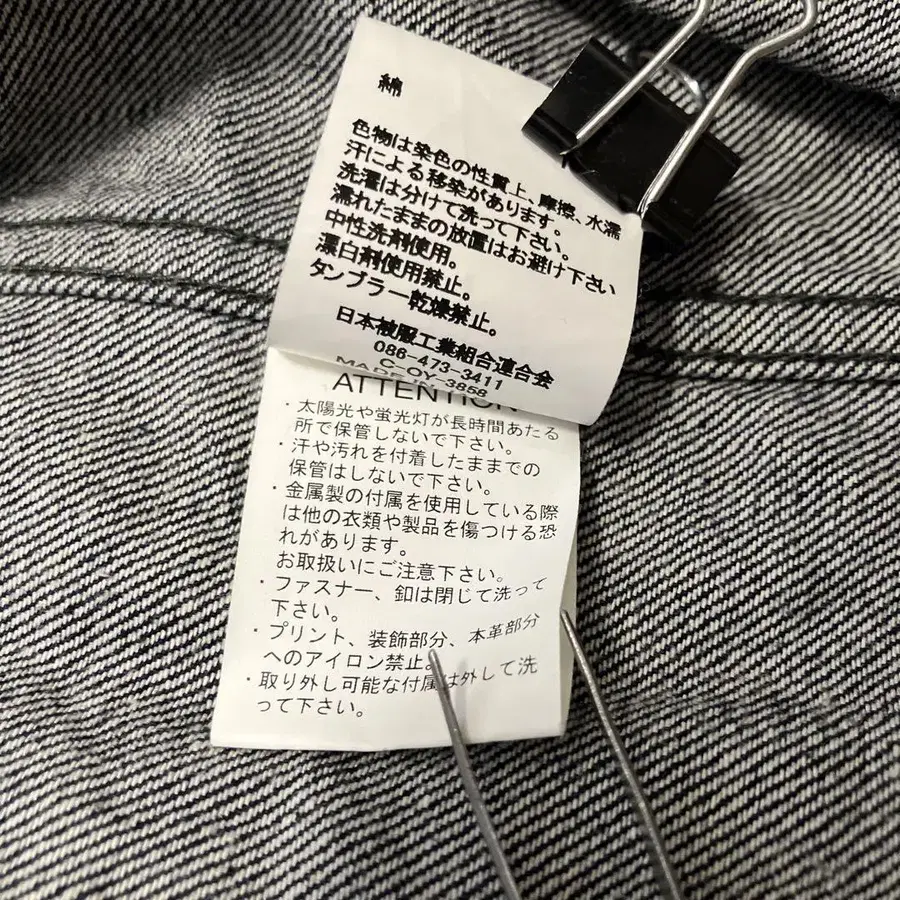 綿
色物は染色の性質上、摩擦、水濡
汗による移染があります。
洗濯は分けて洗って下さい。
濡れたままの放置はお避け下さい
中性洗剤使用。
漂白剤使用禁止。
タンブラー乾燥禁止。
日本被服工業組合連合会
086-473-3411
C-OY-3858
MADE IN
ATTENTION
・太陽光や蛍光灯が長時間あたる
所で保管しないで下さい。
・汗や汚れを付着したままでの
保管はしないで下さい。
・金属製の付属を使用している際
は他の衣類や製品を傷つける恐
れがあります。
お取扱いにご注意下さい。
・ファスナー、釦は閉じて洗って
下さい。
・プリント、装飾部分、本革部分
へのアイロン禁止。
・取り外し可能な付属は外して洗
って下さい。